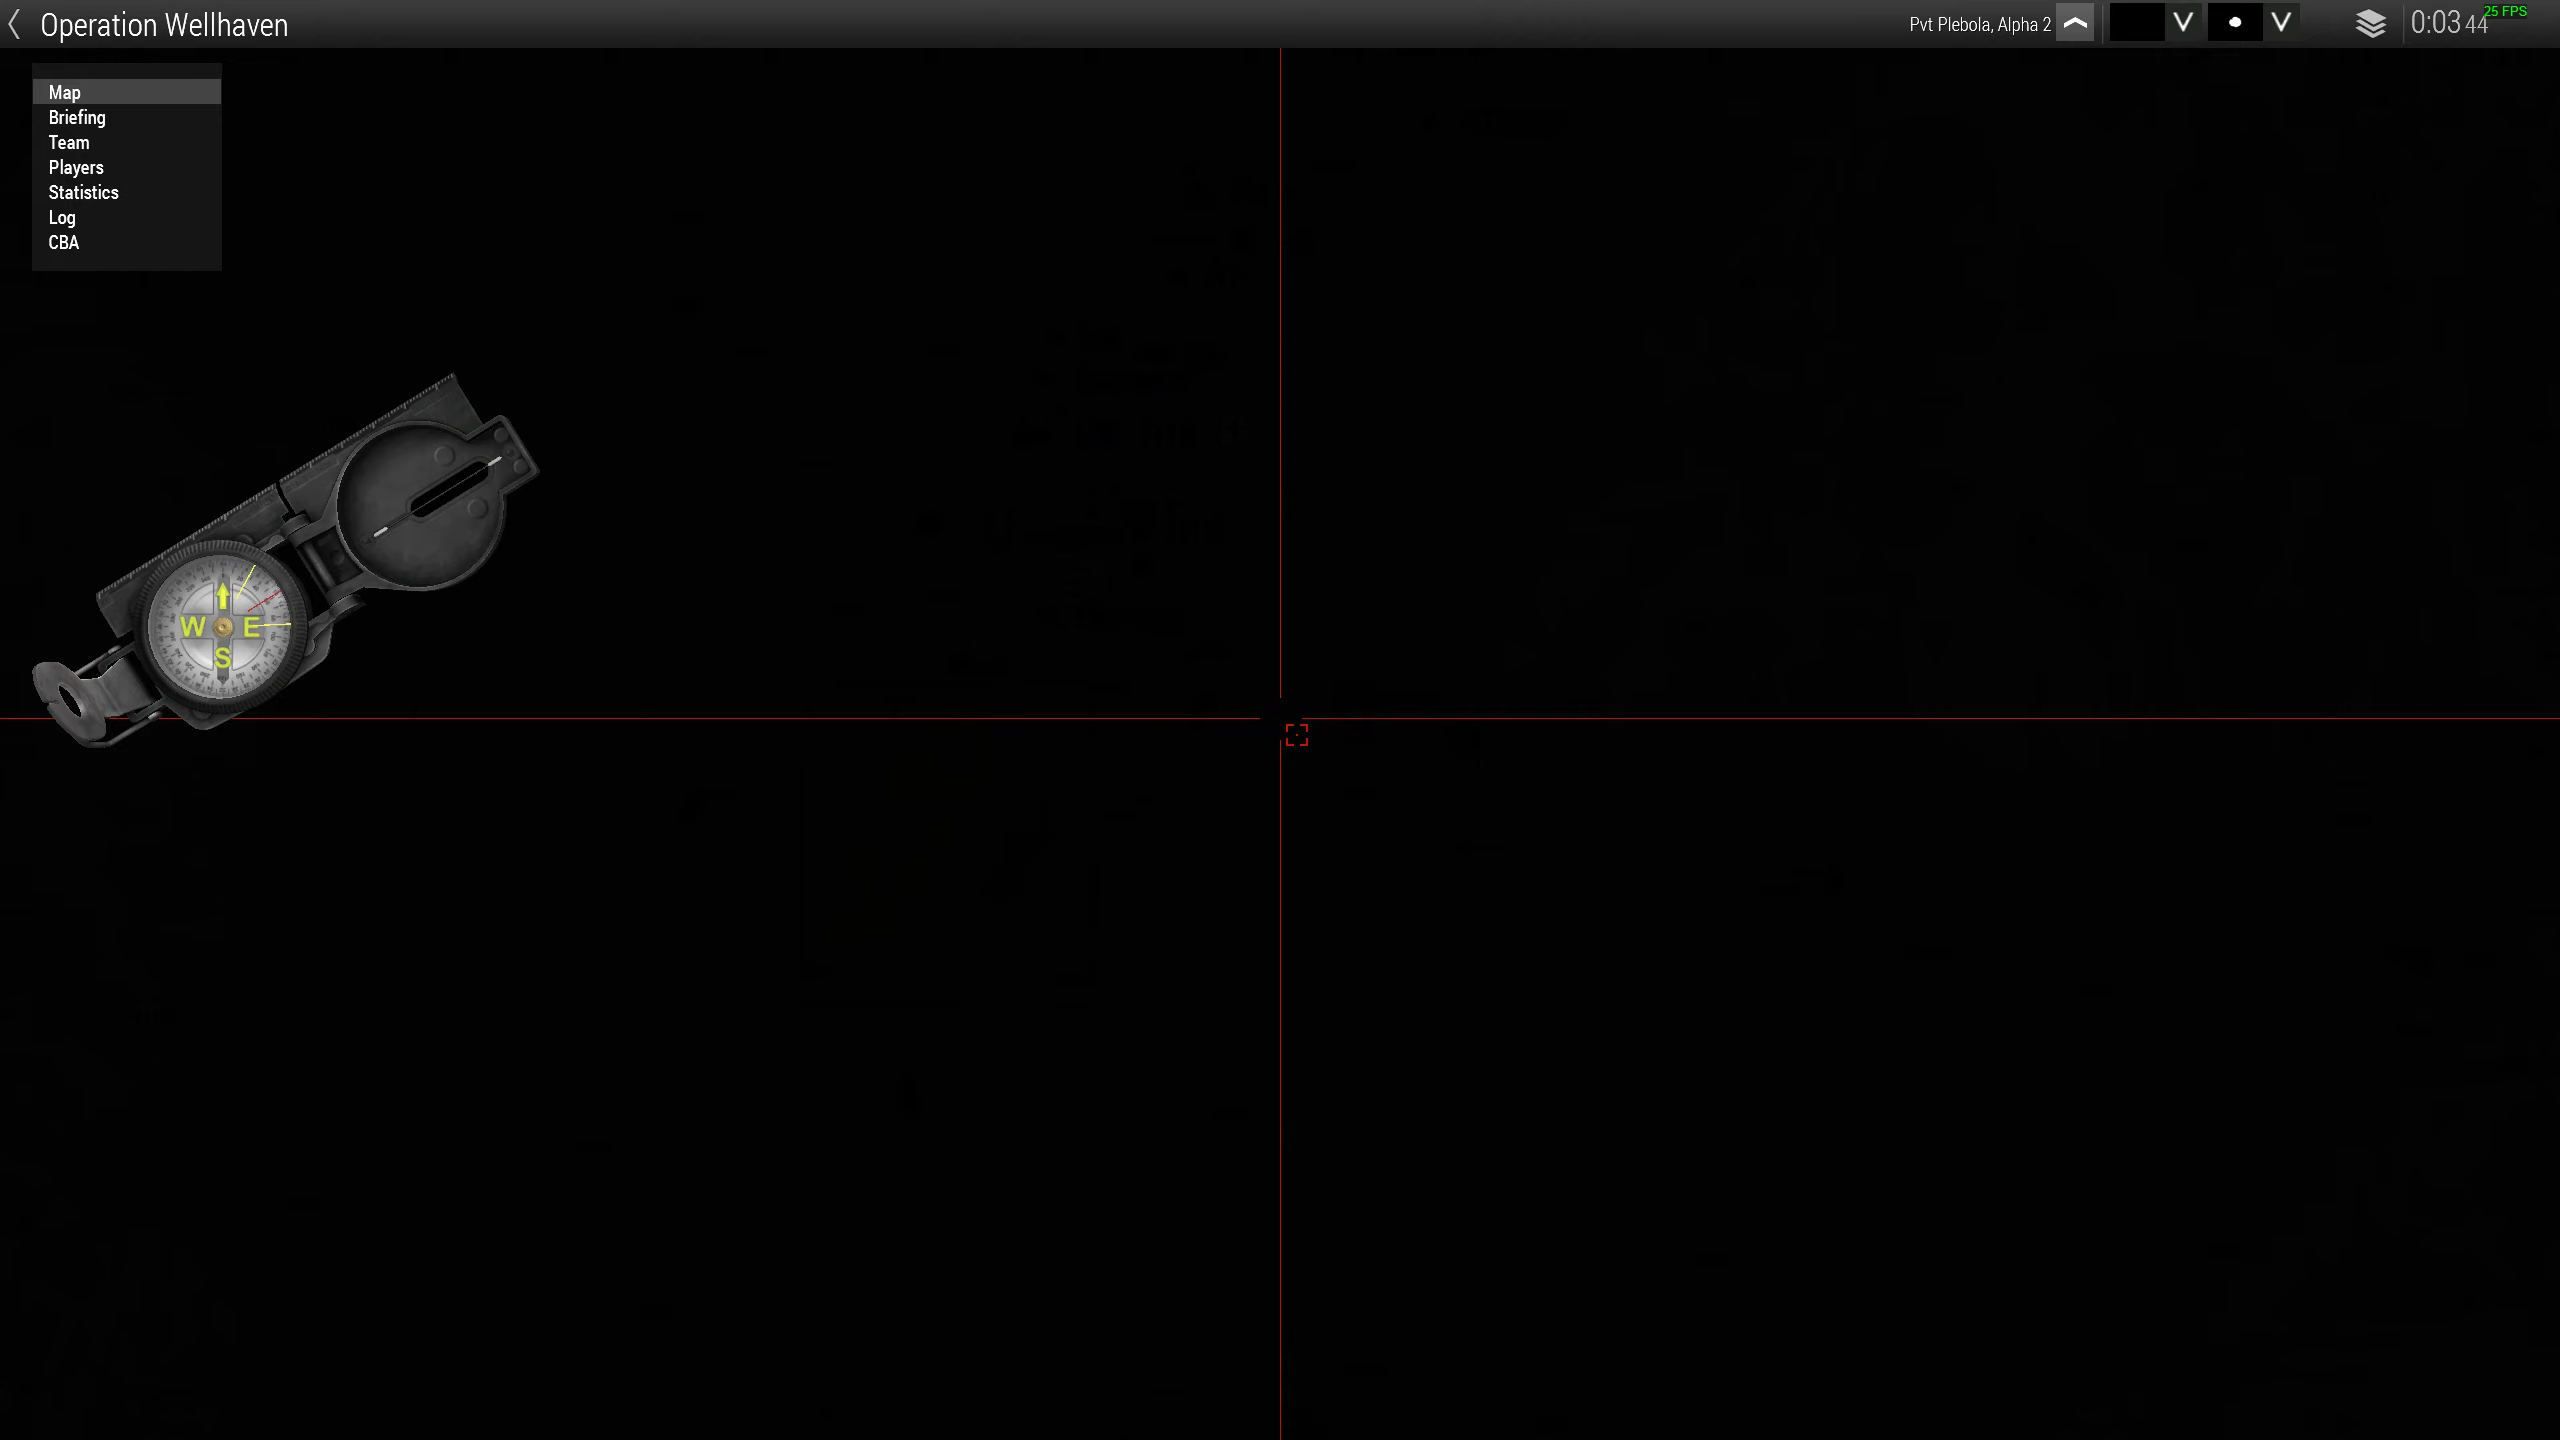 Operation Wellhaven
Pvt Plebola, Alpha 2
0:03 44
25 FPS
Map
Briefing
Team
Players
Statistics
Log
CBA
W E
S